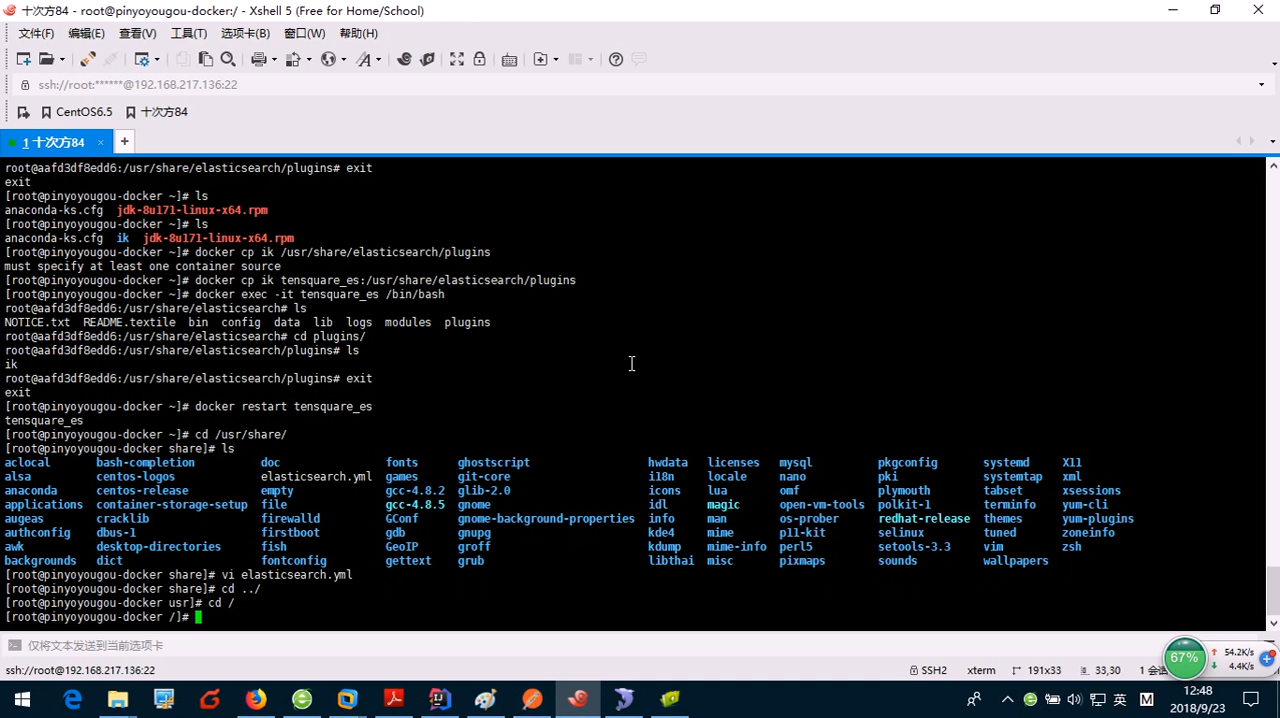 十次方84 - root@pinyoyougou-docker:/ - Xshell 5 (Free for Home/School)
文件(F) 编辑(E) 查看(V) 工具(T) 选项卡(B) 窗口(W) 帮助(H)
ssh://root:******@192.168.217.136:22
CentOS6.5 十次方84
1 十次方84
root@aafd3df8edd6:/usr/share/elasticsearch/plugins# exit
exit
[root@pinyoyougou-docker ~]# ls
anaconda-ks.cfg jdk-8u171-linux-x64.rpm
[root@pinyoyougou-docker ~]# ls
anaconda-ks.cfg ik jdk-8u171-linux-x64.rpm
[root@pinyoyougou-docker ~]# docker cp ik /usr/share/elasticsearch/plugins
must specify at least one container source
[root@pinyoyougou-docker ~]# docker cp ik tensquare_es:/usr/share/elasticsearch/plugins
[root@pinyoyougou-docker ~]# docker exec -it tensquare_es /bin/bash
root@aafd3df8edd6:/usr/share/elasticsearch# ls
NOTICE.txt README.textile bin config data lib logs modules plugins
root@aafd3df8edd6:/usr/share/elasticsearch# cd plugins/
root@aafd3df8edd6:/usr/share/elasticsearch/plugins# ls
ik
root@aafd3df8edd6:/usr/share/elasticsearch/plugins# exit
exit
[root@pinyoyougou-docker ~]# docker restart tensquare_es
tensquare_es
[root@pinyoyougou-docker ~]# cd /usr/share/
[root@pinyoyougou-docker share]# ls
aclocal bash-completion doc fonts ghostscript hwdata licenses mysql pkgconfig systemd X11
alsa centos-logos elasticsearch.yml games git-core i18n locale nano pki systemtap xml
anaconda centos-release empty gcc-4.8.2 glib-2.0 icons lua omf plymouth tabset xsessions
applications container-storage-setup file gcc-4.8.5 gnome idl magic open-vm-tools polkit-1 terminfo yum-cli
augeas cracklib firewalld GConf gnome-background-properties info man os-prober redhat-release themes yum-plugins
authconfig dbus-1 firstboot gdb gnupg kde4 mime p11-kit selinux tuned zoneinfo
awk desktop-directories fish GeoIP groff kdump mime-info perl5 setools-3.3 vim zsh
backgrounds dict fontconfig gettext grub libthai misc pixmaps sounds wallpapers
[root@pinyoyougou-docker share]# vi elasticsearch.yml
[root@pinyoyougou-docker share]# cd ../
[root@pinyoyougou-docker usr]# cd /
[root@pinyoyougou-docker /]#
仅将文本发送到当前选项卡
ssh://root@192.168.217.136:22 SSH2 xterm 191x33 33,30 1 会
67% 54.2K/s
4.4K/s
英 M 12:48
2018/9/23